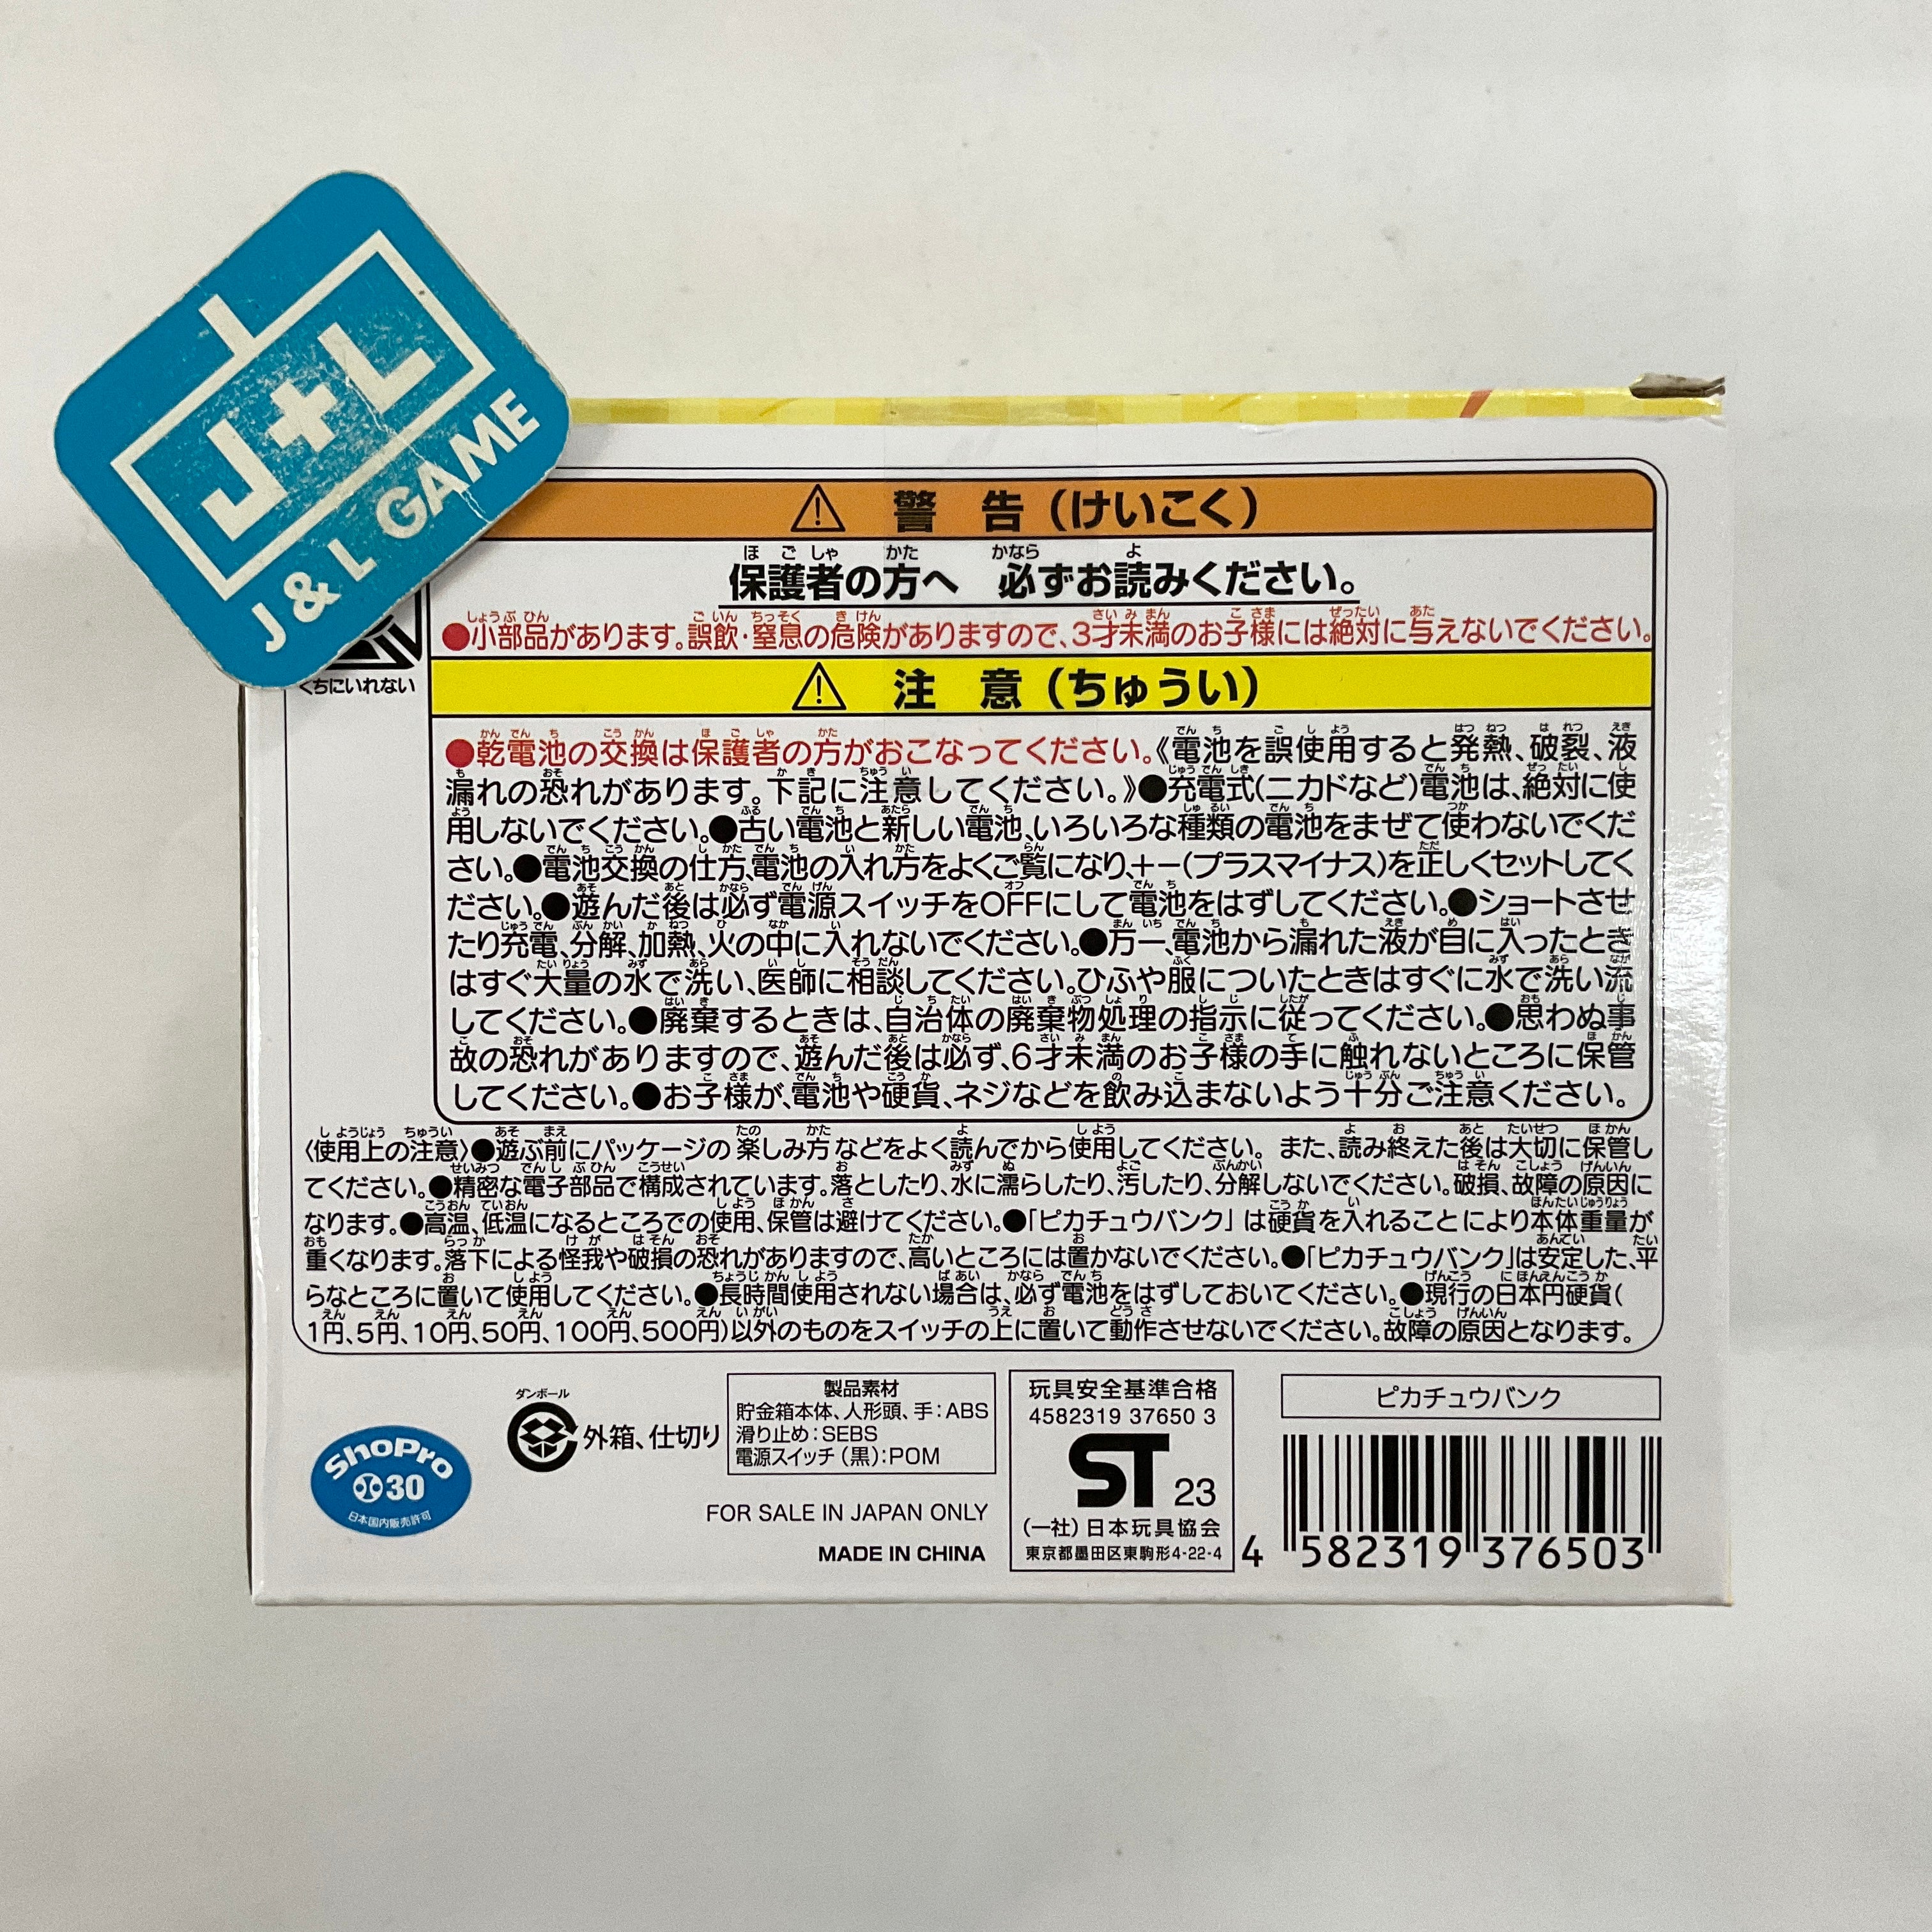 J+L
J & L GAME
警 告 (けいこく)
保護者の方へ 必ずお読みください。
●小部品があります。誤飲・窒息の危険がありますので、3才未満のお子様には絶対に与えないでください。
くちにいれない
注 意 (ちゅうい)
●乾電池の交換は保護者の方がおこなってください。《電池を誤使用すると発熱、破裂、液
漏れの恐れがあります。下記に注意してください。》●充電式(ニカドなど)電池は、絶対に使
用しないでください。●古い電池と新しい電池、いろいろな種類の電池をまぜて使わないでくだ
さい。●電池交換の仕方、電池の入れ方をよくご覧になり、+−(プラスマイナス)を正しくセットしてく
ださい。●遊んだ後は必ず電源スイッチをOFFにして電池をはずしてください。●ショートさせ
たり充電、分解、加熱、火の中に入れないでください。●万一、電池から漏れた液が目に入ったとき
はすぐ大量の水で洗い、医師に相談してください。ひふや服についたときはすぐに水で洗い流
してください。●廃棄するときは、自治体の廃棄物処理の指示に従ってください。●思わぬ事
故の恐れがありますので、遊んだ後は必ず、6才未満のお子様の手に触れないところに保管
してください。●お子様が、電池や硬貨、ネジなどを飲み込まないよう十分ご注意ください。
〈使用上の注意〉●遊ぶ前にパッケージの楽しみ方などをよく読んでから使用してください。また、読み終えた後は大切に保管し
てください。●精密な電子部品で構成されています。落としたり、水に濡らしたり、汚したり、分解しないでください。破損、故障の原因に
なります。●高温、低温になるところでの使用、保管は避けてください。●「ピカチュウバンク」は硬貨を入れることにより本体重量が
重くなります。落下による怪我や破損の恐れがありますので、高いところには置かないでください。●「ピカチュウバンク」は安定した、平
らなところに置いて使用してください。●長時間使用されない場合は、必ず電池をはずしておいてください。●現行の日本円硬貨(
1円、5円、10円、50円、100円、500円)以外のものをスイッチの上に置いて動作させないでください。故障の原因となります。
ShoPro
30
日本国内販売許可
ダンボール
外箱、仕切り
製品素材
貯金箱本体、人形頭、手:ABS
滑り止め:SEBS
電源スイッチ(黒):POM
FOR SALE IN JAPAN ONLY
MADE IN CHINA
玩具安全基準合格
4582319 37650 3
ST 23
(一社)日本玩具協会
東京都墨田区東駒形4-22-4
ピカチュウバンク
4 582319 376503